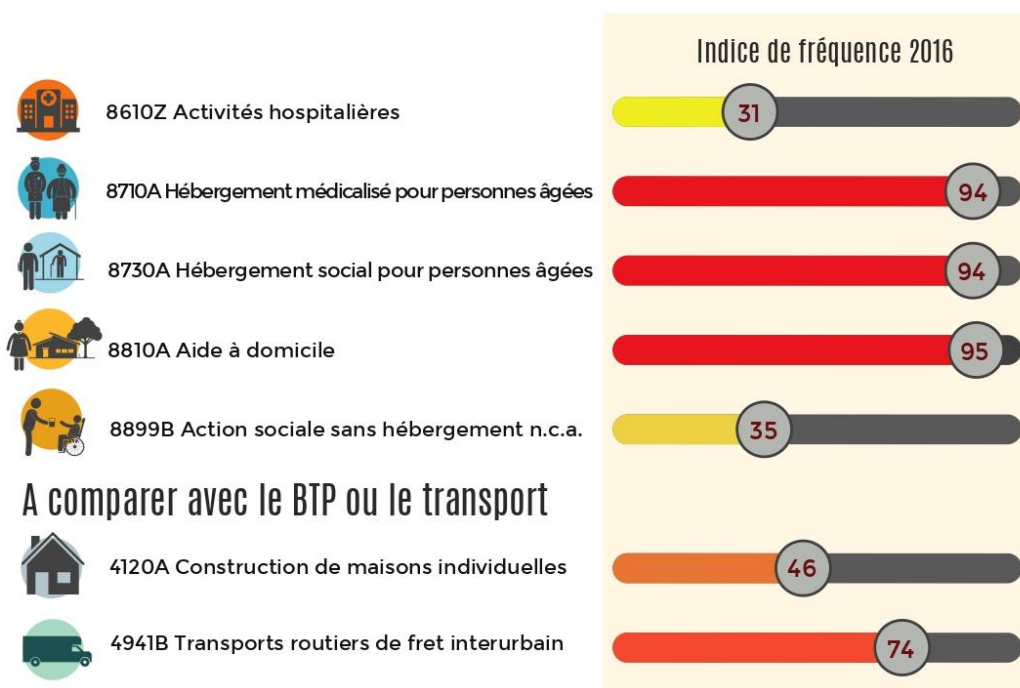 Indice de fréquence 2016
8610Z Activités hospitalières
31
8710A Hébergement médicalisé pour personnes âgées
94
8730A Hébergement social pour personnes âgées
94
8810A Aide à domicile
95
8899B Action sociale sans hébergement n.c.a.
35
A comparer avec le BTP ou le transport
4120A Construction de maisons individuelles
46
4941B Transports routiers de fret interurbain
74